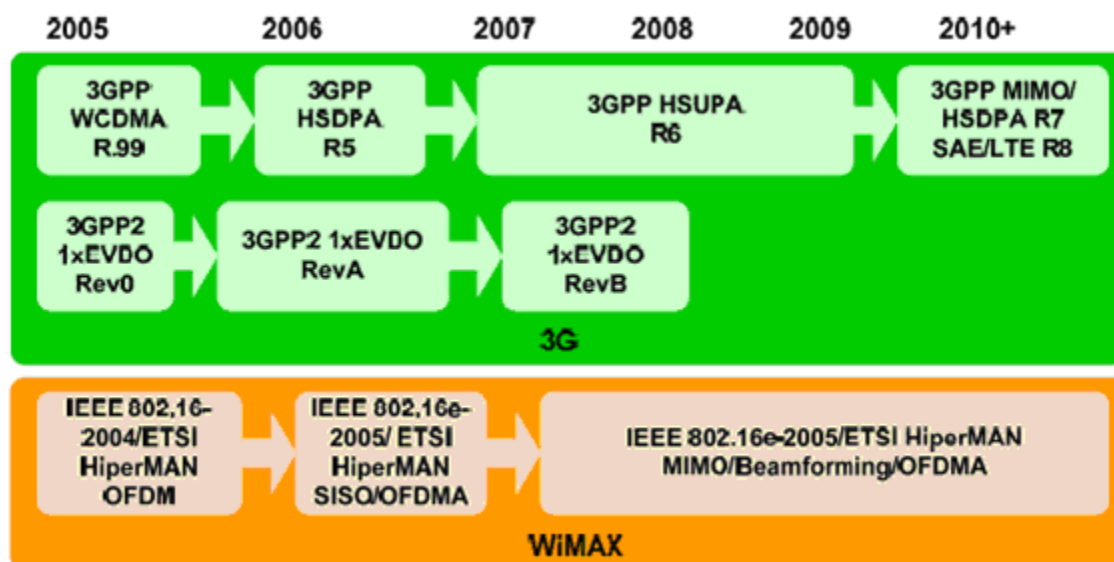 2005 2006 2007 2008 2009 2010+
3GPP
WCDMA
R.99
3GPP
HSDPA
R5
3GPP HSUPA
R6
3GPP MIMO/
HSDPA R7
SAE/LTE R8
3GPP2
1xEVDO
Rev0
3GPP2 1xEVDO
RevA
3GPP2
1xEVDO
RevB
3G
IEEE 802,16-
2004/ETSI
HiperMAN
OFDM
IEEE 802,16e-
2005/ ETSI
HiperMAN
SISO/OFDMA
IEEE 802.16e-2005/ETSI HiperMAN
MIMO/Beamforming/OFDMA
WiMAX